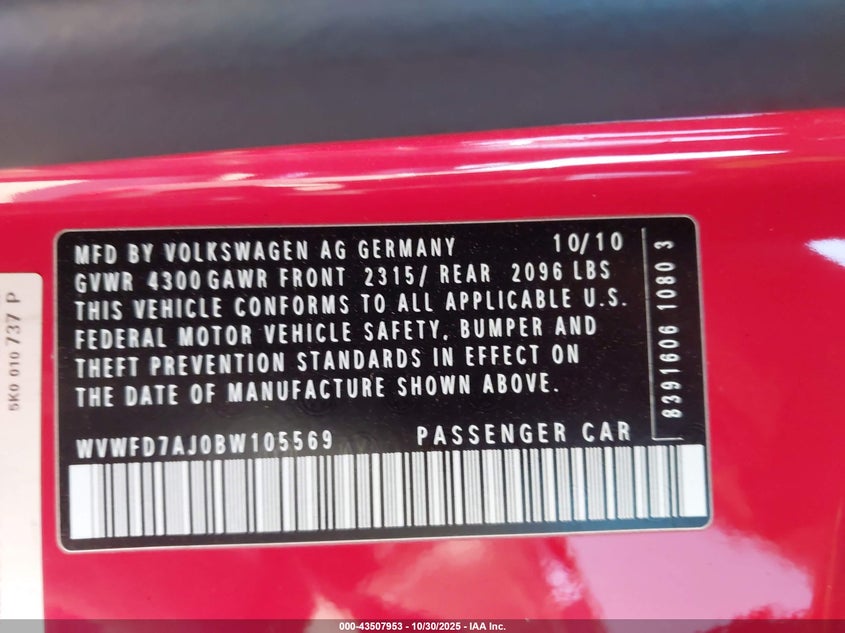 MFD BY VOLKSWAGEN AG GERMANY 10/10
GVWR 4300 GAWR FRONT 2315/ REAR 2096 LBS
THIS VEHICLE CONFORMS TO ALL APPLICABLE U.S.
FEDERAL MOTOR VEHICLE SAFETY, BUMPER AND
THEFT PREVENTION STANDARDS IN EFFECT ON
THE DATE OF MANUFACTURE SHOWN ABOVE.
WVWFD7AJ0BW105569 PASSENGER CAR
8391606 1080 3
5K0 010 737 P
000-43507953 - 10/30/2025 - IAA Inc.